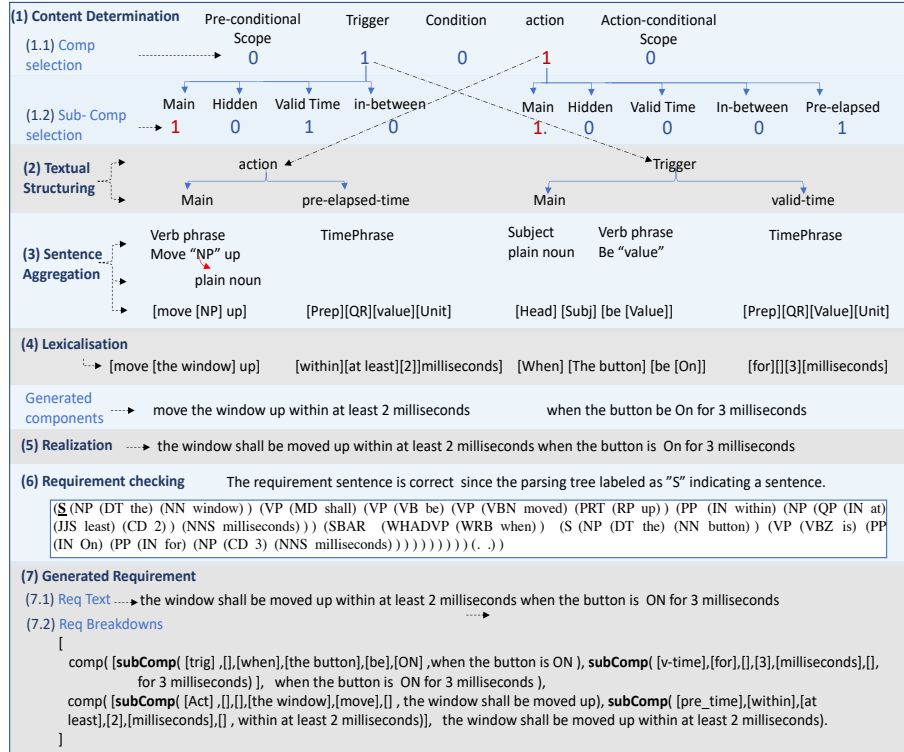 (1) Content Determination
Pre-conditional Scope Trigger Condition action Action-conditional Scope
(1.1) Comp selection 0 1 0 1 0
Main Hidden Valid Time in-between Main Hidden Valid Time In-between Pre-elapsed
(1.2) Sub- Comp selection 1 0 1 0 1. 0 0 0 1
(2) Textual Structuring
action Trigger
Main pre-elapsed-time Main valid-time
(3) Sentence Aggregation
Verb phrase TimePhrase Subject Verb phrase TimePhrase
Move “NP” up plain noun Be “value”
plain noun
[move [NP] up] [Prep][QR][value][Unit] [Head] [Subj] [be [Value]] [Prep][QR][Value][Unit]
(4) Lexicalisation
[move [the window] up] [within][at least][2]]milliseconds] [When] [The button] [be [On]] [for][][3][milliseconds]
Generated components
move the window up within at least 2 milliseconds when the button be On for 3 milliseconds
(5) Realization the window shall be moved up within at least 2 milliseconds when the button is On for 3 milliseconds
(6) Requirement checking The requirement sentence is correct since the parsing tree labeled as ”S” indicating a sentence.
(S (NP (DT the) (NN window) ) (VP (MD shall) (VP (VB be) (VP (VBN moved) (PRT (RP up) ) (PP (IN within) (NP (QP (IN at)
(JJS least) (CD 2) ) (NNS milliseconds) ) ) (SBAR (WHADVP (WRB when) ) (S (NP (DT the) (NN button) ) (VP (VBZ is) (PP
(IN On) (PP (IN for) (NP (CD 3) (NNS milliseconds) ) ) ) ) ) ) ) ) ) ) (. .) )
(7) Generated Requirement
(7.1) Req Text the window shall be moved up within at least 2 milliseconds when the button is ON for 3 milliseconds
(7.2) Req Breakdowns
[
comp( [subComp( [trig] ,[],[when],[the button],[be],[ON] ,when the button is ON ), subComp( [v-time],[for],[],[3],[milliseconds],[],
for 3 milliseconds) ], when the button is ON for 3 milliseconds ),
comp( [subComp( [Act] ,[],[],[the window],[move],[] , the window shall be moved up), subComp( [pre_time],[within],[at
least],[2],[milliseconds],[] , within at least 2 milliseconds)], the window shall be moved up within at least 2 milliseconds).
]